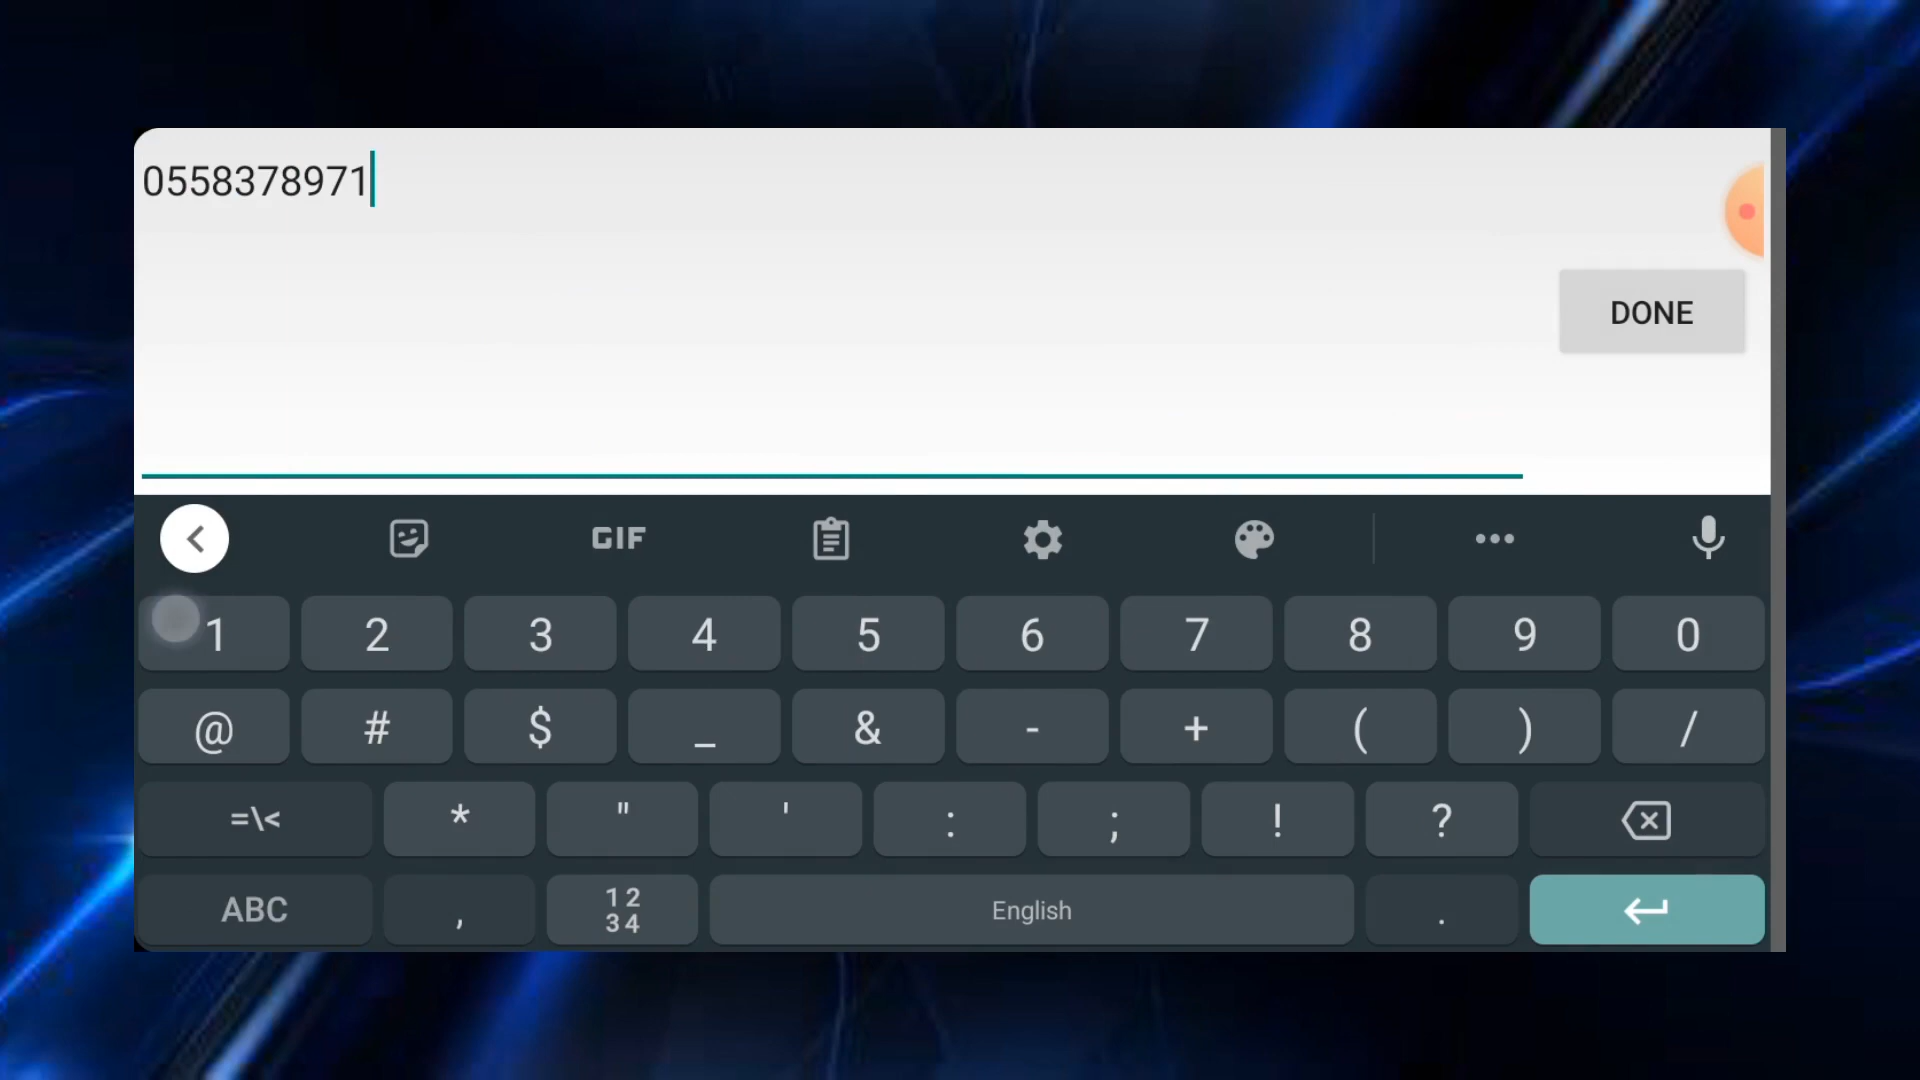 0558378971
DONE
GIF
1 2 3 4 5 6 7 8 9 0
@ # $ _ & - + ( ) /
=\< * " ' : ; ! ?
ABC , 12 English .
34